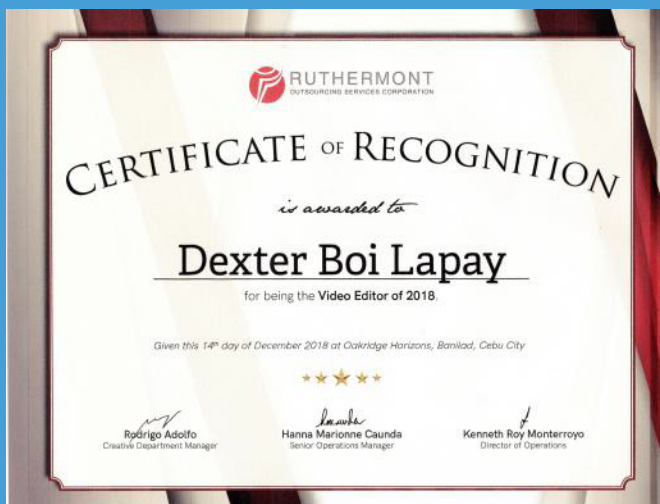 RUTHERMONT
OUTSOURCING SERVICES CORPORATION
CERTIFICATE OF RECOGNITION
is awarded to
Dexter Boi Lapay
for being the Video Editor of 2018.
Given this 14th day of December 2018 at Oakridge Horizons, Banilad, Cebu City
Rodrigo Adolfo
Creative Department Manager
Hanna Marionne Caunda
Senior Operations Manager
Kenneth Roy Monterroyo
Director of Operations